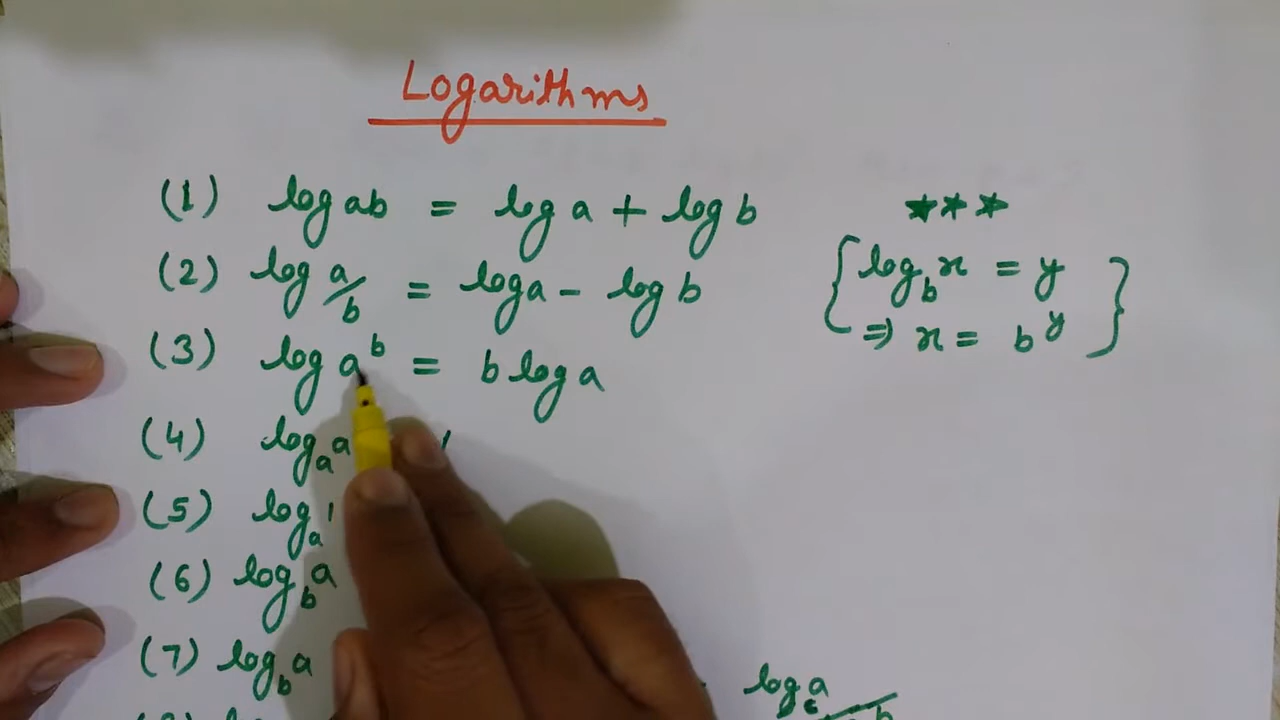 Logarithms
(1) log ab = log a + log b
(2) log a/b = log a - log b
(3) log a^b = b log a
(4) log_a a
(5) log_a 1
(6) log_b a
(7) log_b a log_c a
***
{ log_b x = y
⇒ x = b^y }